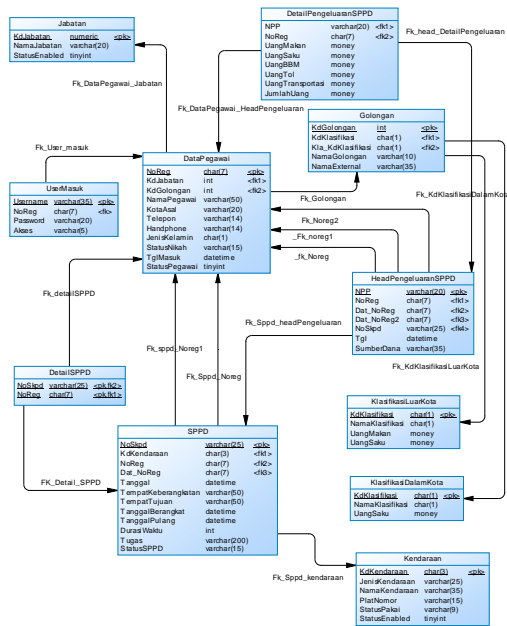 Jabatan
KdJabatan numeric <pk>
NamaJabatan varchar(20)
StatusEnabled tinyint
DetailPengeluaranSPPD
NPP varchar(20) <fk1>
NoReg char(7) <fk2>
UangMakan money
UangSaku money
UangBBM money
UangTol money
UangTransportasi money
JumlahUang money
Fk_head_DetailPengeluaran
Fk_DataPegawai_Jabatan
Fk_DataPegawai_HeadPengeluaran
Golongan
KdGolongan int <pk>
KdKlasifikasi char(1) <fk1>
Kla_KdKlasifikasi char(1) <fk2>
NamaGolongan varchar(10)
NamaExternal varchar(35)
Fk_User_masuk
DataPegawai
NoReg char(7) <pk>
KdJabatan int <fk1>
KdGolongan int <fk2>
NamaPegawai varchar(50)
KotaAsal varchar(20)
Telepon varchar(14)
Handphone varchar(14)
JenisKelamin char(1)
StatusNikah varchar(15)
TglMasuk datetime
StatusPegawai tinyint
UserMasuk
Username varchar(35) <pk>
NoReg char(7) <fk>
Password varchar(20)
Akses varchar(5)
Fk_Golongan
Fk_KdKlasifikasiDalamKota
Fk_Noreg2
_Fk_noreg1
_fk_Noreg
HeadPengeluaranSPPD
NPP varchar(20) <pk>
NoReg char(7) <fk1>
Dat_NoReg char(7) <fk2>
Dat_NoReg2 char(7) <fk3>
NoSkpd varchar(25) <fk4>
Tgl datetime
SumberDana varchar(35)
Fk_detailSPPD
Fk_Sppd_headPengeluaran
Fk_sppd_Noreg1
Fk_Sppd_Noreg
Fk_KdKlasifikasiLuarKota
DetailSPPD
NoSkpd varchar(25) <pk,fk2>
NoReg char(7) <pk,fk1>
KlasifikasiLuarKota
KdKlasifikasi char(1) <pk>
NamaKlasifikasi char(1)
UangMakan money
UangSaku money
SPPD
NoSkpd varchar(25) <pk>
KdKendaraan char(3) <fk1>
NoReg char(7) <fk2>
Dat_NoReg char(7) <fk3>
Tanggal datetime
TempatKeberangkatan varchar(50)
TempatTujuan varchar(50)
TanggalBerangkat datetime
TanggalPulang datetime
DurasiWaktu int
Tugas varchar(200)
StatusSPPD varchar(15)
FK_Detail_SPPD
KlasifikasiDalamKota
KdKlasifikasi char(1) <pk>
NamaKlasifikasi char(1)
UangSaku money
Fk_Sppd_kendaraan
Kendaraan
KdKendaraan char(3) <pk>
JenisKendaraan varchar(25)
NamaKendaraan varchar(35)
PlatNomor varchar(15)
StatusPakai varchar(9)
StatusEnabled tinyint